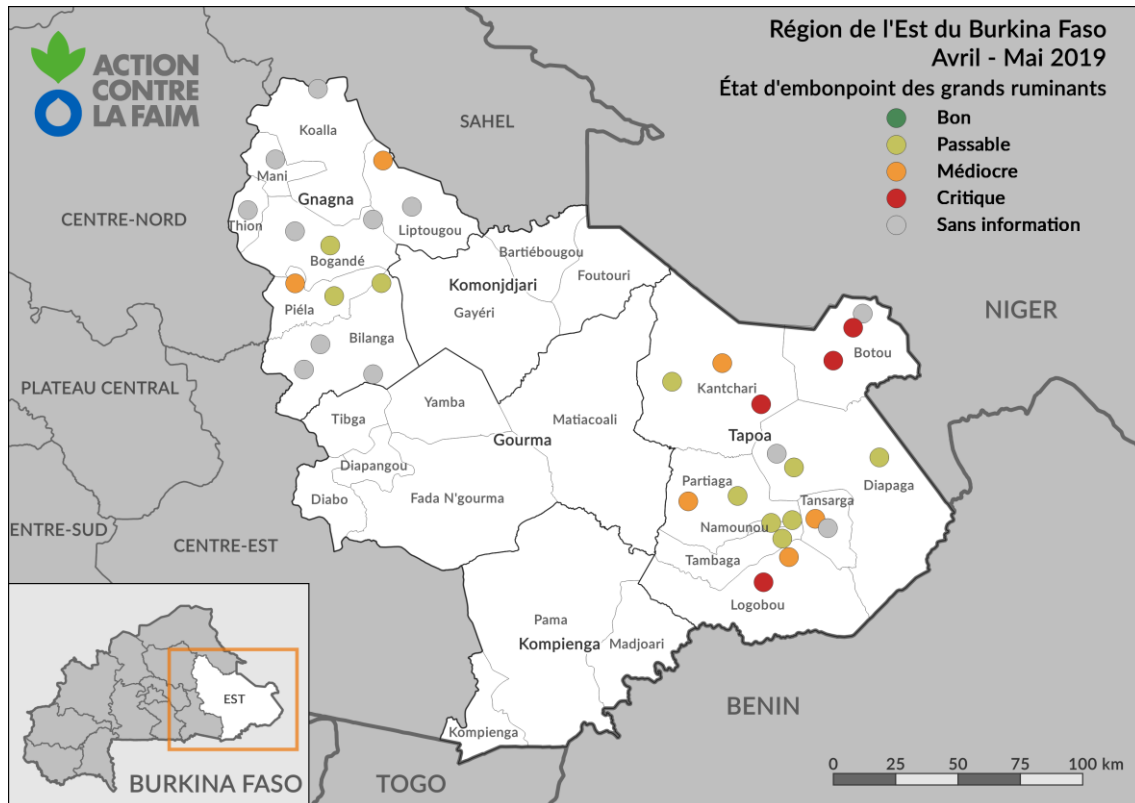 ACTION
CONTRE
LA FAIM
Région de l'Est du Burkina Faso
Avril - Mai 2019
État d'embonpoint des grands ruminants
Bon
Passable
Médiocre
Critique
Sans information
SAHEL
Koalla
Mani
Gnagna
CENTRE-NORD
Thion
Liptougou
Bogandé
Bartiébougou
Foutouri
Komonjdjari
Piéla
Gayéri
NIGER
Bilanga
Botou
PLATEAU CENTRAL
Kantchari
Yamba
Tibga
Matiacoali
Gourma
Tapoa
Diapangou
Partiaga
Diapaga
Diabo
Fada N'gourma
Tansarga
ENTRE-SUD
Namounou
CENTRE-EST
Tambaga
Logobou
Pama
Kompienga
Madjoari
EST
BENIN
Kompienga
BURKINA FASO
TOGO
0 25 50 75 100 km